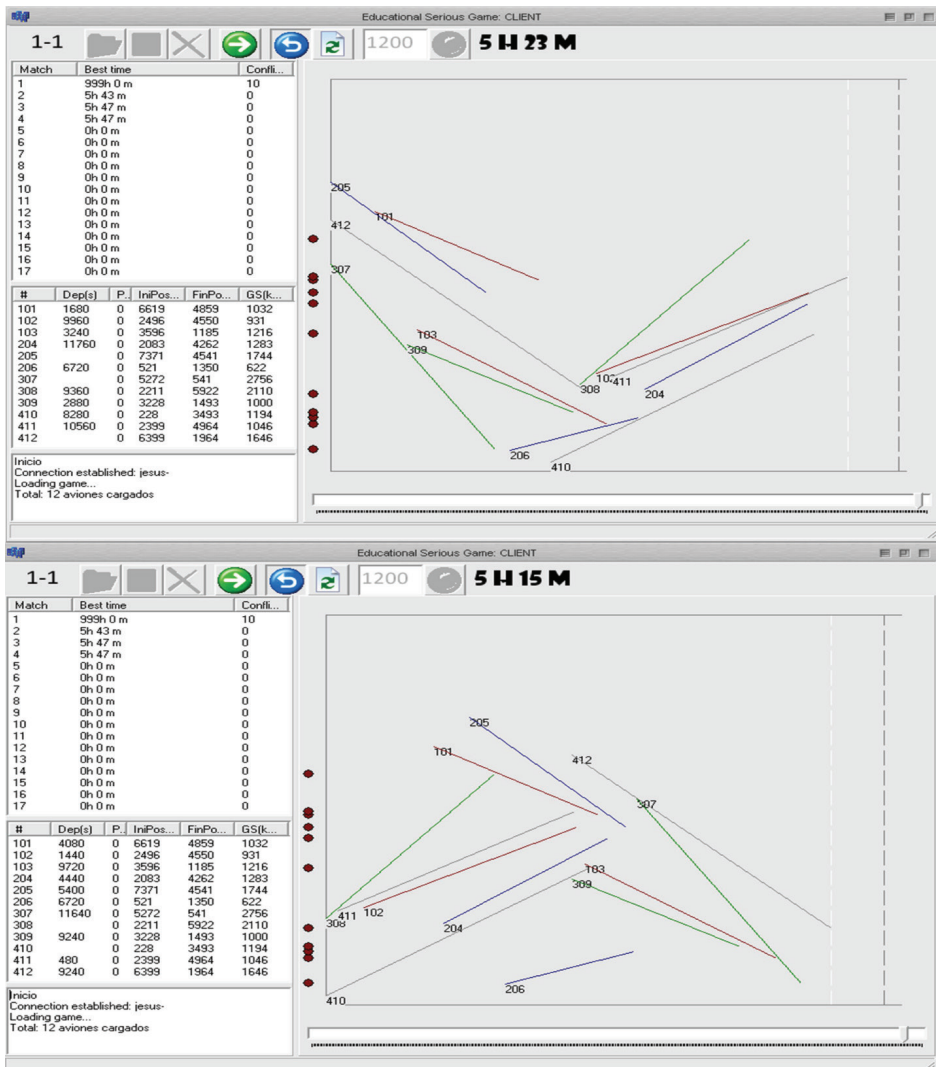 Educational Serious Game: CLIENT
1-1 1200 5 H 23 M
Match Best time Confli...
1 999h 0 m 10
2 5h 43 m 0
3 5h 47 m 0
4 5h 47 m 0
5 0h 0 m 0
6 0h 0 m 0
7 0h 0 m 0
8 0h 0 m 0
9 0h 0 m 0
10 0h 0 m 0
11 0h 0 m 0
12 0h 0 m 0
13 0h 0 m 0
14 0h 0 m 0
15 0h 0 m 0
16 0h 0 m 0
17 0h 0 m 0
# Dep(s) P.. IniPos... FinPo... GS(k...
101 1680 0 6619 4859 1032
102 9960 0 2496 4550 931
103 3240 0 3596 1185 1216
204 11760 0 2083 4262 1283
205 0 7371 4541 1744
206 6720 0 521 1350 622
307 0 5272 541 2756
308 9360 0 2211 5922 2110
309 2880 0 3228 1493 1000
410 8280 0 228 3493 1194
411 10560 0 2399 4964 1046
412 0 6399 1964 1646
Inicio
Connection established: jesus-
Loading game...
Total: 12 aviones cargados
205
101
412
307
103
309
102 411
308 204
206
410
Educational Serious Game: CLIENT
1-1 1200 5 H 15 M
Match Best time Confli...
1 999h 0 m 10
2 5h 43 m 0
3 5h 47 m 0
4 5h 47 m 0
5 0h 0 m 0
6 0h 0 m 0
7 0h 0 m 0
8 0h 0 m 0
9 0h 0 m 0
10 0h 0 m 0
11 0h 0 m 0
12 0h 0 m 0
13 0h 0 m 0
14 0h 0 m 0
15 0h 0 m 0
16 0h 0 m 0
17 0h 0 m 0
# Dep(s) P.. IniPos... FinPo... GS(k...
101 4080 0 6619 4859 1032
102 1440 0 2496 4550 931
103 9720 0 3596 1185 1216
204 4440 0 2083 4262 1283
205 5400 0 7371 4541 1744
206 6720 0 521 1350 622
307 11640 0 5272 541 2756
308 0 2211 5922 2110
309 9240 0 3228 1493 1000
410 0 228 3493 1194
411 480 0 2399 4964 1046
412 9240 0 6399 1964 1646
Inicio
Connection established: jesus-
Loading game...
Total: 12 aviones cargados
205
101
412
307
103
309
411 102
308 204
206
410